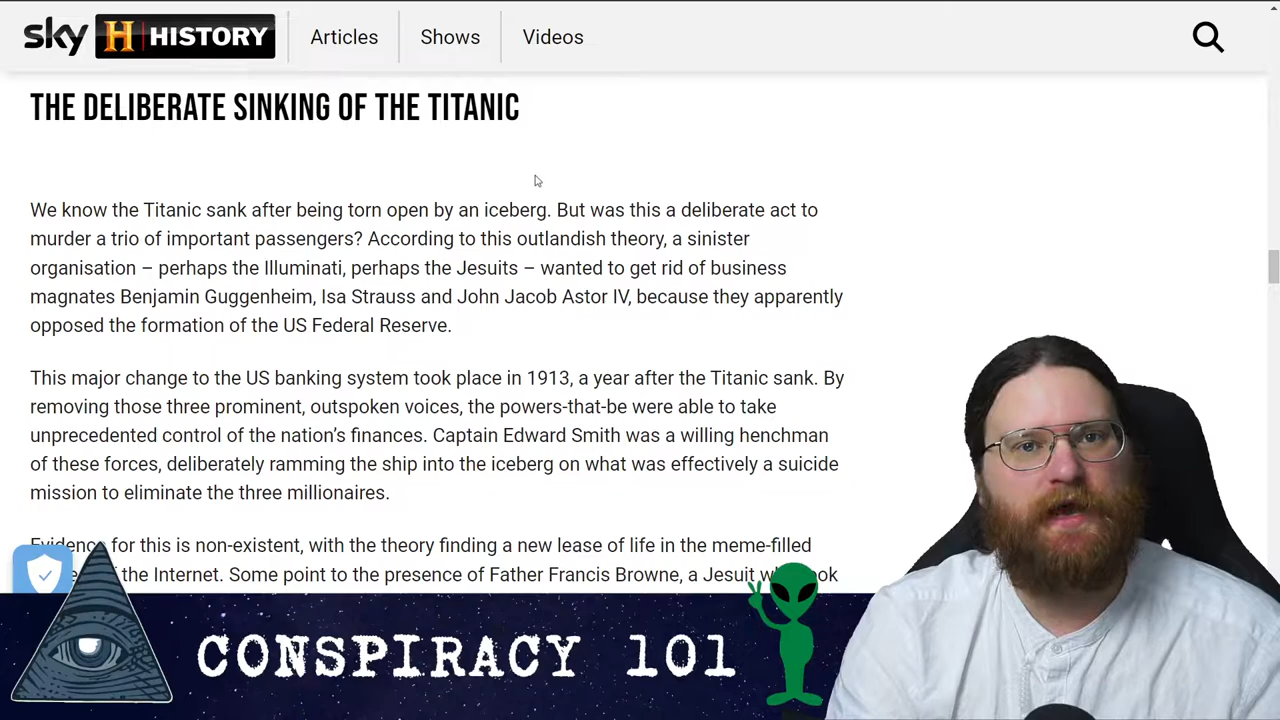 sky HISTORY
Articles
Shows
Videos
THE DELIBERATE SINKING OF THE TITANIC
We know the Titanic sank after being torn open by an iceberg. But was this a deliberate act to
murder a trio of important passengers? According to this outlandish theory, a sinister
organisation – perhaps the Illuminati, perhaps the Jesuits – wanted to get rid of business
magnates Benjamin Guggenheim, Isa Strauss and John Jacob Astor IV, because they apparently
opposed the formation of the US Federal Reserve.
This major change to the US banking system took place in 1913, a year after the Titanic sank. By
removing those three prominent, outspoken voices, the powers-that-be were able to take
unprecedented control of the nation's finances. Captain Edward Smith was a willing henchman
of these forces, deliberately ramming the ship into the iceberg on what was effectively a suicide
mission to eliminate the three millionaires.
Evidence for this is non-existent, with the theory finding a new lease of life in the meme-filled
the Internet. Some point to the presence of Father Francis Browne, a Jesuit
CONSPIRACY 101